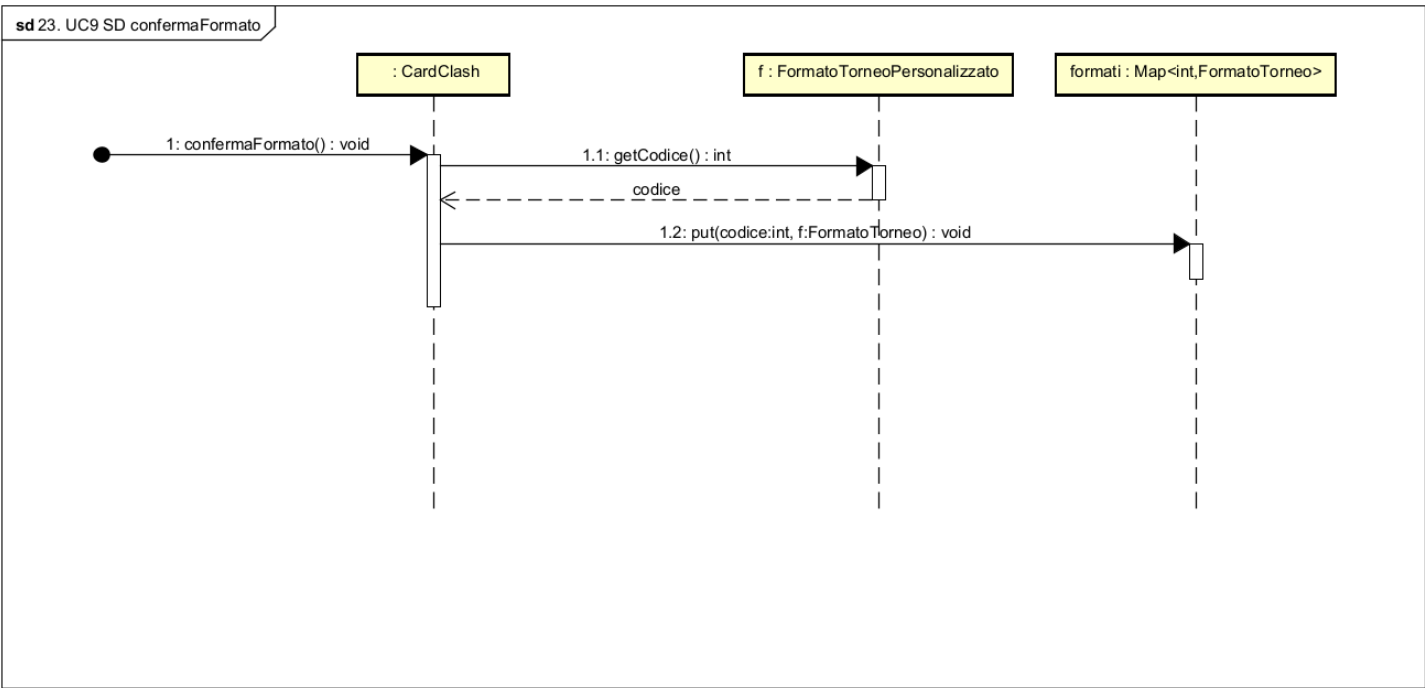 sd 23. UC9 SD confermaFormato
: CardClash
f : FormatoTorneoPersonalizzato
formati : Map<int,FormatoTorneo>
1: confermaFormato() : void
1.1: getCodice() : int
codice
1.2: put(codice:int, f:FormatoTorneo) : void